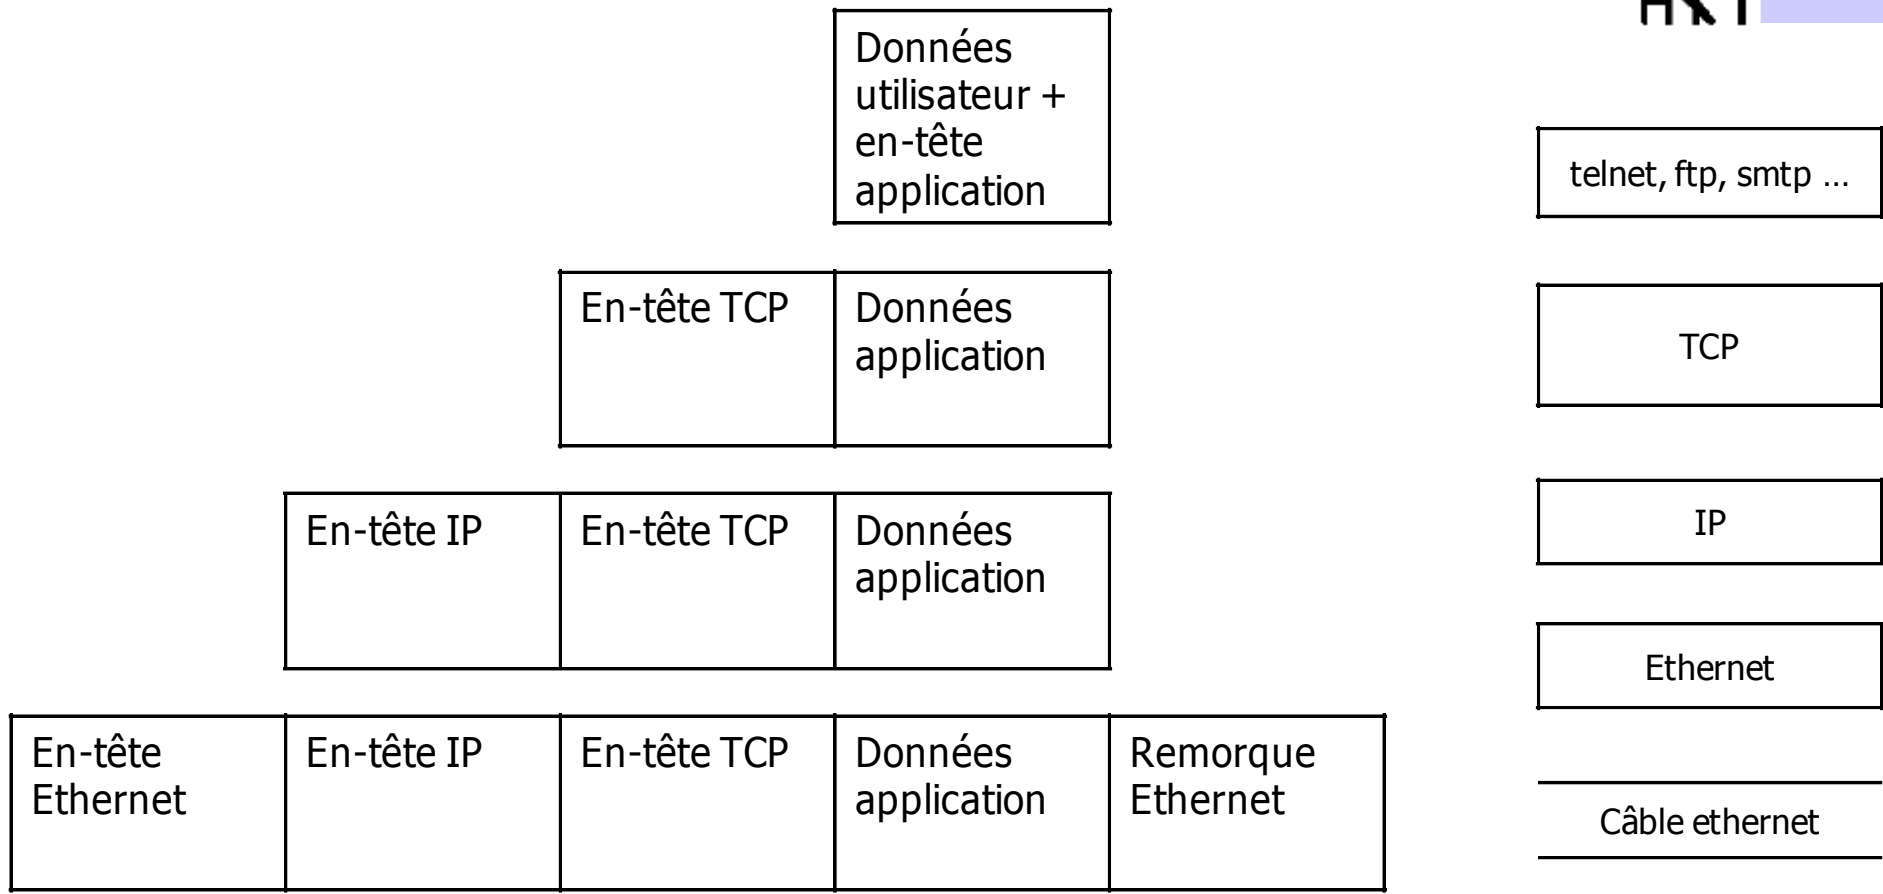 Données
utilisateur +
en-tête
application
telnet, ftp, smtp ...
En-tête TCP
Données
application
TCP
En-tête IP
En-tête TCP
Données
application
IP
Ethernet
En-tête
Ethernet
En-tête IP
En-tête TCP
Données
application
Remorque
Ethernet
Câble ethernet